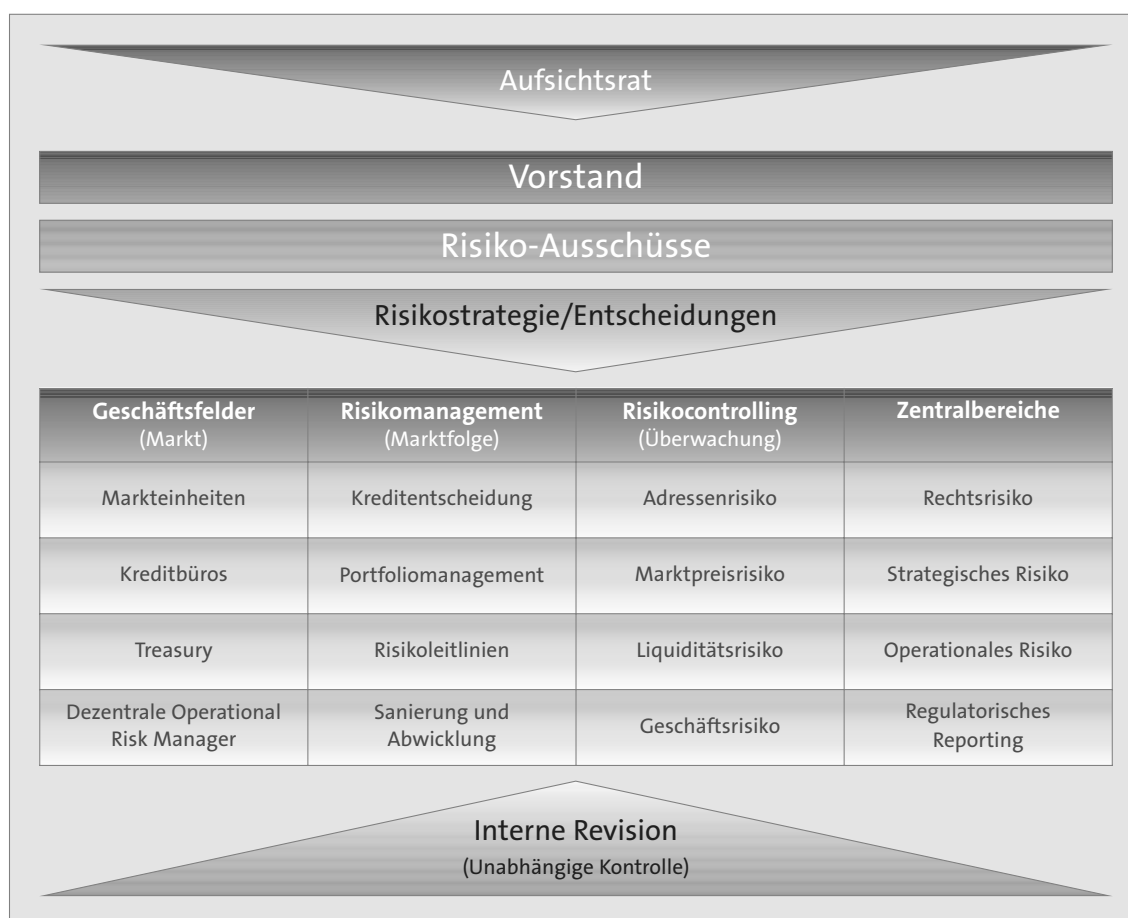 Aufsichtsrat
Vorstand
Risiko-Ausschüsse
Risikostrategie/Entscheidungen
Geschäftsfelder
(Markt)
Risikomanagement
(Marktfolge)
Risikocontrolling
(Überwachung)
Zentralbereiche
Markteinheiten
Kreditentscheidung
Adressenrisiko
Rechtsrisiko
Kreditbüros
Portfoliomanagement
Marktpreisrisiko
Strategisches Risiko
Treasury
Risikoleitlinien
Liquiditätsrisiko
Operationales Risiko
Dezentrale Operational
Risk Manager
Sanierung und
Abwicklung
Geschäftsrisiko
Regulatorisches
Reporting
Interne Revision
(Unabhängige Kontrolle)